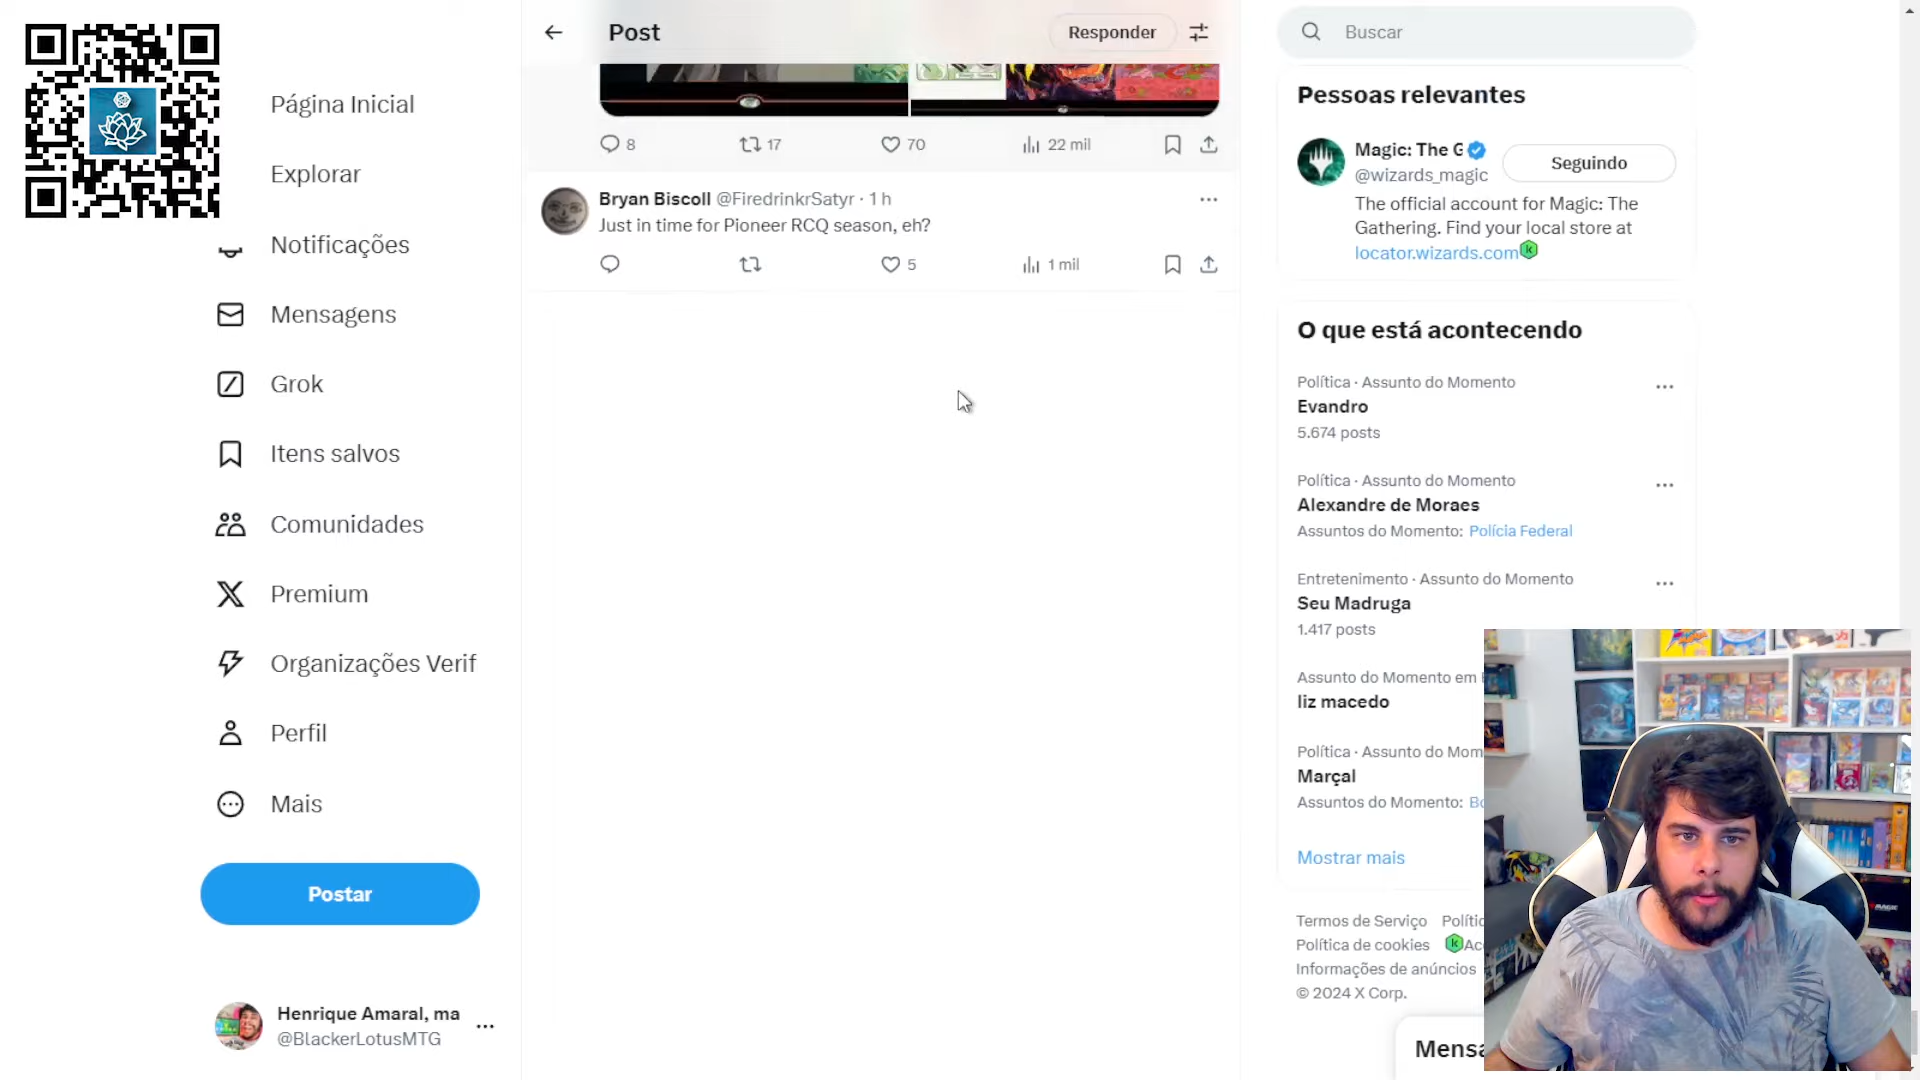 Post
Responder
Buscar
Página Inicial
Explorar
Notificações
Mensagens
Grok
Itens salvos
Comunidades
Premium
Organizações Verif
Perfil
Mais
Postar
Henrique Amaral, ma
@BlackerLotusMTG
8
17
70
22 mil
Bryan Biscoll @FiredrinkrSatyr · 1 h
Just in time for Pioneer RCQ season, eh?
5
1 mil
Pessoas relevantes
Magic: The G
@wizards_magic
Seguindo
The official account for Magic: The
Gathering. Find your local store at
locator.wizards.com
O que está acontecendo
Política · Assunto do Momento
Evandro
5.674 posts
Política · Assunto do Momento
Alexandre de Moraes
Assuntos do Momento: Polícia Federal
Entretenimento · Assunto do Momento
Seu Madruga
1.417 posts
Assunto do Momento em
liz macedo
Política · Assunto do Mom
Marçal
Assuntos do Momento: Bo
Mostrar mais
Termos de Serviço Polític
Política de cookies Ac
Informações de anúncios
© 2024 X Corp.
Mensa